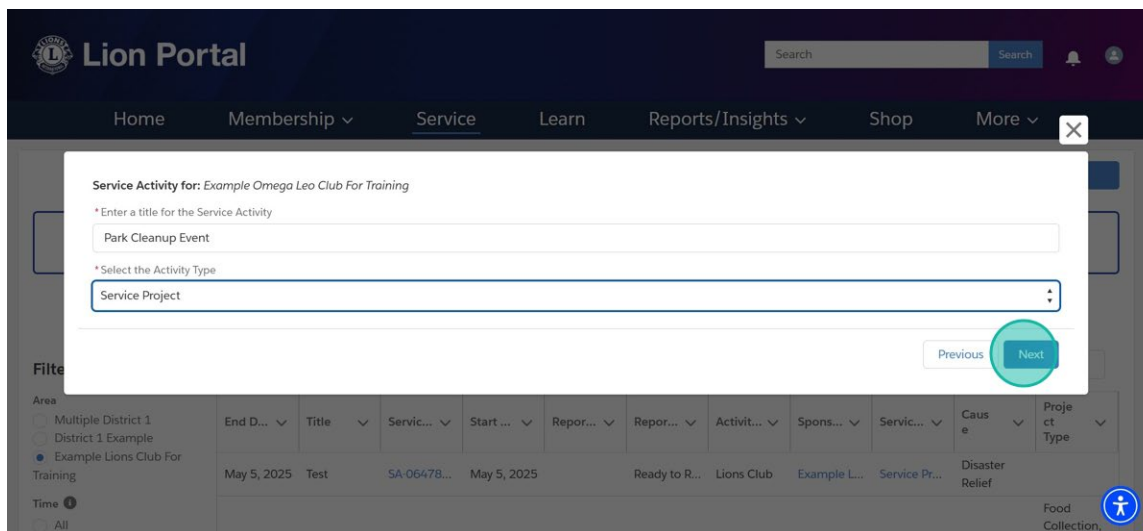 Lion Portal
Search
Search
Home Membership Service Learn Reports/Insights Shop More
Service Activity for: Example Omega Leo Club For Training
*Enter a title for the Service Activity
Park Cleanup Event
*Select the Activity Type
Service Project
Previous Next
Filte
Area
Multiple District 1
District 1 Example
Example Lions Club For
Training
Time
All
End D... Title Servic... Start ... Repor... Repor... Activit... Spons... Servic... Caus
e Proje
ct
Type
May 5, 2025 Test SA-06478... May 5, 2025 Ready to R... Lions Club Example L... Service Pr... Disaster
Relief
Food
Collection,